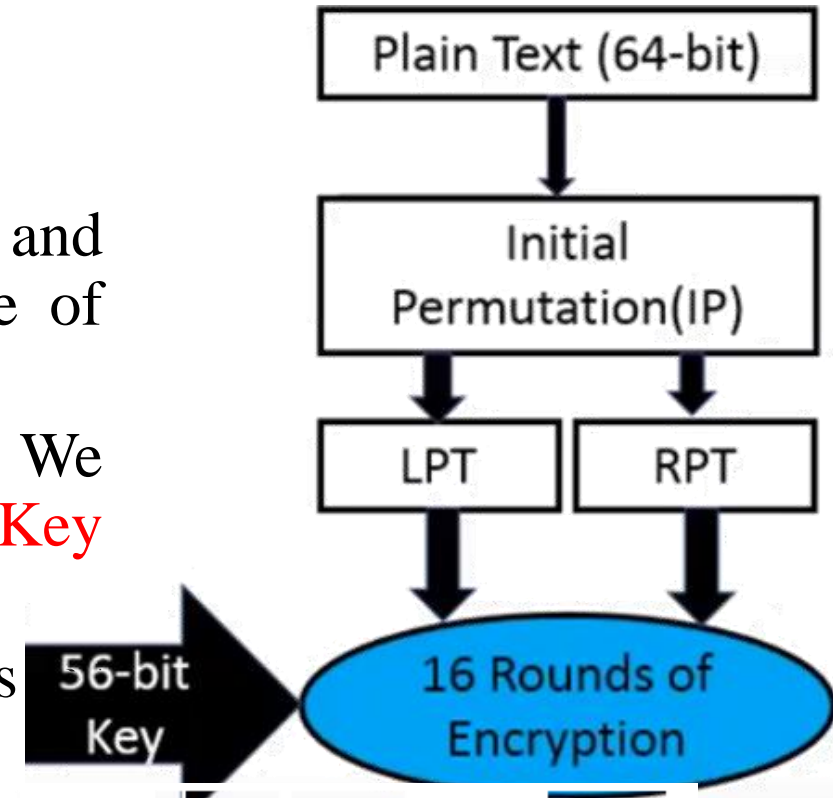 and
e of
We
Key
s
Plain Text (64-bit)
Initial
Permutation(IP)
LPT
RPT
56-bit
Key
16 Rounds of
Encryption